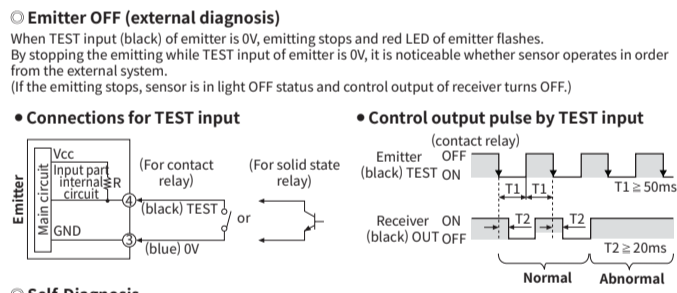 ◎ Emitter OFF (external diagnosis)
When TEST input (black) of emitter is 0V, emitting stops and red LED of emitter flashes.
By stopping the emitting while TEST input of emitter is 0V, it is noticeable whether sensor operates in order
from the external system.
(If the emitting stops, sensor is in light OFF status and control output of receiver turns OFF.)
• Connections for TEST input
Emitter
Main circuit
Vcc
Input part
internal R
circuit
GND
④
③
(For contact
relay)
(black) TEST
(blue) 0V
or
(For solid state
relay)
• Control output pulse by TEST input
(contact relay)
Emitter OFF
(black) TEST ON
T1 T1
T1 ≥ 50ms
Receiver ON
(black) OUT OFF
T2 T2
T2 ≥ 20ms
Normal Abnormal
◎ Self Diagnosis